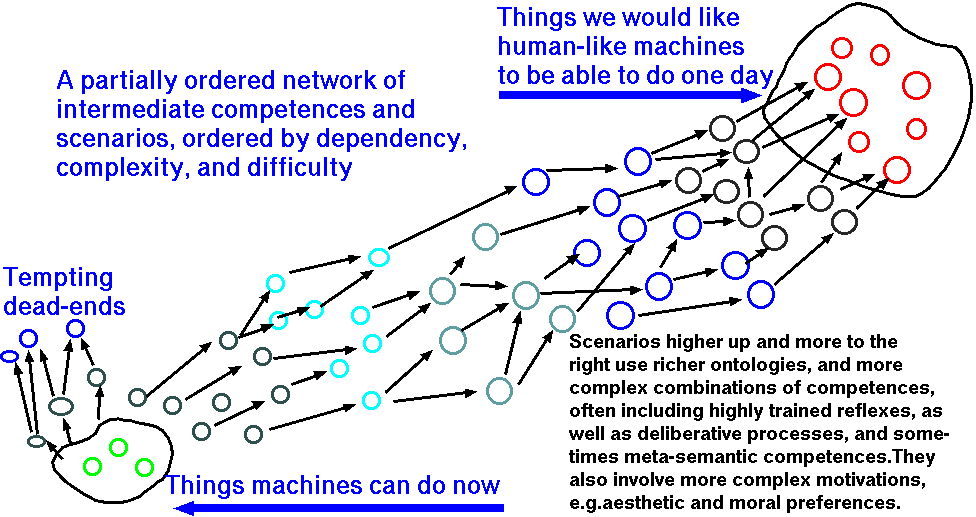 Things we would like
human-like machines
to be able to do one day
A partially ordered network of
intermediate competences and
scenarios, ordered by dependency,
complexity, and difficulty
Tempting
dead-ends
Scenarios higher up and more to the
right use richer ontologies, and more
complex combinations of competences,
often including highly trained reflexes, as
well as deliberative processes, and some-
times meta-semantic competences.They
also involve more complex motivations,
e.g.aesthetic and moral preferences.
Things machines can do now